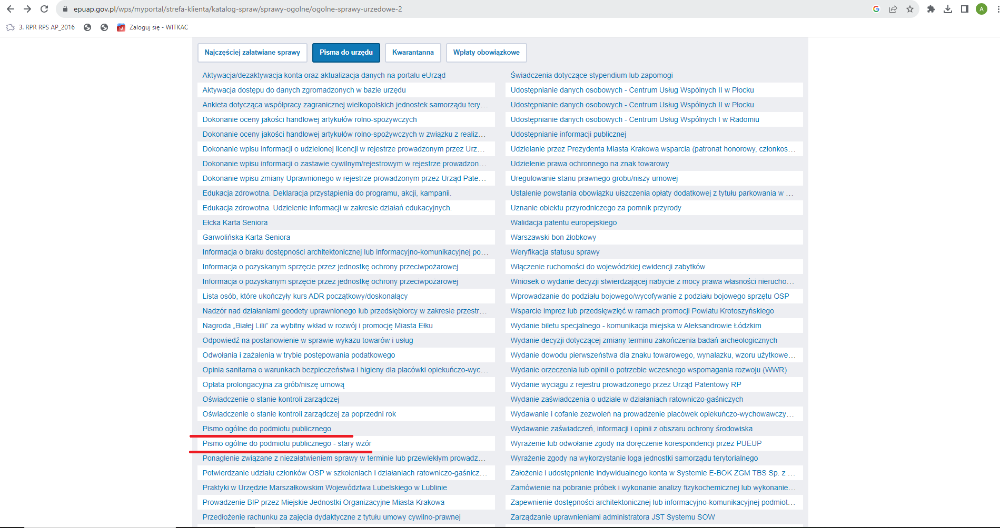 epuap.gov.pl/wps/myportal/strefa-klienta/katalog-spraw/sprawy-ogolne/ogolne-sprawy-urzedowe-2
A
3. RPR RPS AP_2016
Zaloguj się - WITKAC
Najczęściej załatwiane sprawy
Pisma do urzędu
Kwarantanna
Wpłaty obowiązkowe
Aktywacja/dezaktywacja konta oraz aktualizacja danych na portalu eUrząd
Aktywacja dostępu do danych zgromadzonych w bazie urzędu
Ankieta dotycząca współpracy zagranicznej wielkopolskich jednostek samorządu tery…
Dokonanie oceny jakości handlowej artykułów rolno-spożywczych
Dokonanie oceny jakości handlowej artykułów rolno-spożywczych w związku z realiz…
Dokonanie wpisu informacji o udzielonej licencji w rejestrze prowadzonym przez Urz…
Dokonanie wpisu informacji o zastawie cywilnym/rejestrowym w rejestrze prowadzon…
Dokonanie wpisu zmiany Uprawnionego w rejestrze prowadzonym przez Urząd Pate…
Edukacja zdrowotna. Deklaracja przystąpienia do programu, akcji, kampanii.
Edukacja zdrowotna. Udzielenie informacji w zakresie działań edukacyjnych.
Ełcka Karta Seniora
Garwolińska Karta Seniora
Informacja o braku dostępności architektonicznej lub informacyjno-komunikacyjnej po…
Informacja o pozyskanym sprzęcie przez jednostkę ochrony przeciwpożarowej
Informacja o pozyskanym sprzęcie przez jednostkę ochrony przeciwpożarowej
Lista osób, które ukończyły kurs ADR początkowy/doskonalący
Nadzór nad działaniami geodety uprawnionego lub przedsiębiorcy w zakresie przestr…
Nagroda „Białej Lilii” za wybitny wkład w rozwój i promocję Miasta Ełku
Odpowiedź na postanowienie w sprawie wykazu towarów i usług
Odwołania i zażalenia w trybie postępowania podatkowego
Opinia sanitarna o warunkach bezpieczeństwa i higieny dla placówki opiekuńczo-wyc…
Opłata prolongacyjna za grób/niszę urnową
Oświadczenie o stanie kontroli zarządczej
Oświadczenie o stanie kontroli zarządczej za poprzedni rok
Pismo ogólne do podmiotu publicznego
Pismo ogólne do podmiotu publicznego - stary wzór
Ponaglenie związane z niezałatwieniem sprawy w terminie lub przewlekłym prowadz…
Potwierdzanie udziału członków OSP w szkoleniach i działaniach ratowniczo-gaśnicz…
Praktyki w Urzędzie Marszałkowskim Województwa Lubelskiego w Lublinie
Prowadzenie BIP przez Miejskie Jednostki Organizacyjne Miasta Krakowa
Przedłożenie rachunku za zajęcia dydaktyczne z tytułu umowy cywilno-prawnej
Świadczenia dotyczące stypendium lub zapomogi
Udostępnianie danych osobowych - Centrum Usług Wspólnych II w Płocku
Udostępnianie danych osobowych - Centrum Usług Wspólnych II w Płocku
Udostępnianie danych osobowych - Centrum Usług Wspólnych I w Radomiu
Udostępnianie informacji publicznej
Udzielanie przez Prezydenta Miasta Krakowa wsparcia (patronat honorowy, członkos…
Udzielenie prawa ochronnego na znak towarowy
Uregulowanie stanu prawnego grobu/niszy urnowej
Ustalenie powstania obowiązku uiszczenia opłaty dodatkowej z tytułu parkowania w …
Uznanie obiektu przyrodniczego za pomnik przyrody
Walidacja patentu europejskiego
Warszawski bon żłobkowy
Weryfikacja statusu sprawy
Włączenie ruchomości do wojewódzkiej ewidencji zabytków
Wniosek o wydanie decyzji stwierdzającej nabycie z mocy prawa własności nierucho…
Wprowadzanie do podziału bojowego/wycofywanie z podziału bojowego sprzętu OSP
Wsparcie imprez lub przedsięwzięć w ramach promocji Powiatu Krotoszyńskiego
Wydanie biletu specjalnego - komunikacja miejska w Aleksandrowie Łódzkim
Wydanie decyzji dotyczącej zmiany terminu zakończenia badań archeologicznych
Wydanie dowodu pierwszeństwa dla znaku towarowego, wynalazku, wzoru użytkowe…
Wydanie orzeczenia lub opinii o potrzebie wczesnego wspomagania rozwoju (WWR)
Wydanie wyciągu z rejestru prowadzonego przez Urząd Patentowy RP
Wydanie zaświadczenia o udziale w działaniach ratowniczo-gaśniczych
Wydawanie i cofanie zezwoleń na prowadzenie placówek opiekuńczo-wychowawczy…
Wydawanie zaświadczeń, informacji i opinii z obszaru ochrony środowiska
Wyrażenie lub odwołanie zgody na doręczenie korespondencji przez PUEUP
Wyrażenie zgody na wykorzystanie loga jednostki samorządu terytorialnego
Założenie i udostępnienie indywidualnego konta w Systemie E-BOK ZGM TBS Sp. z …
Zamówienie na pobranie próbek i wykonanie analizy fizykochemicznej lub wykonanie…
Zapewnienie dostępności architektonicznej lub informacyjno-komunikacyjnej podmiot…
Zarządzanie uprawnieniami administratora JST Systemu SOW